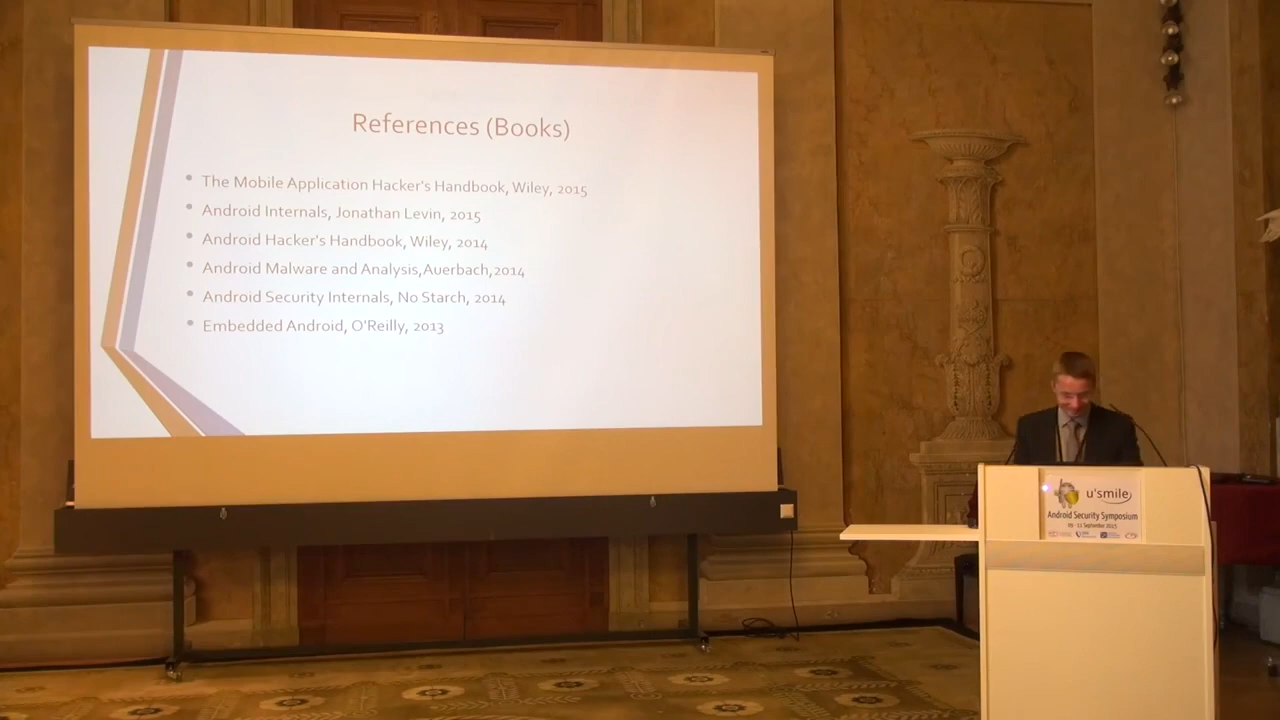 References (Books)
The Mobile Application Hacker's Handbook, Wiley, 2015
Android Internals, Jonathan Levin, 2015
Android Hacker's Handbook, Wiley, 2014
Android Malware and Analysis,Auerbach,2014
Android Security Internals, No Starch, 2014
Embedded Android, O'Reilly, 2013
u'smile
Android Security Symposium
September 2015